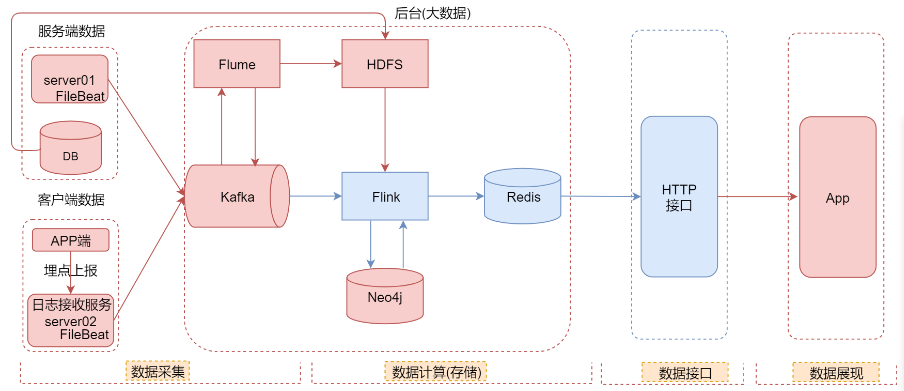 后台(大数据)
服务端数据
server01
FileBeat
DB
Flume
HDFS
客户端数据
APP端
埋点上报
日志接收服务
server02
FileBeat
Kafka
Flink
Redis
Neo4j
HTTP
接口
App
数据采集
数据计算(存储)
数据接口
数据展现